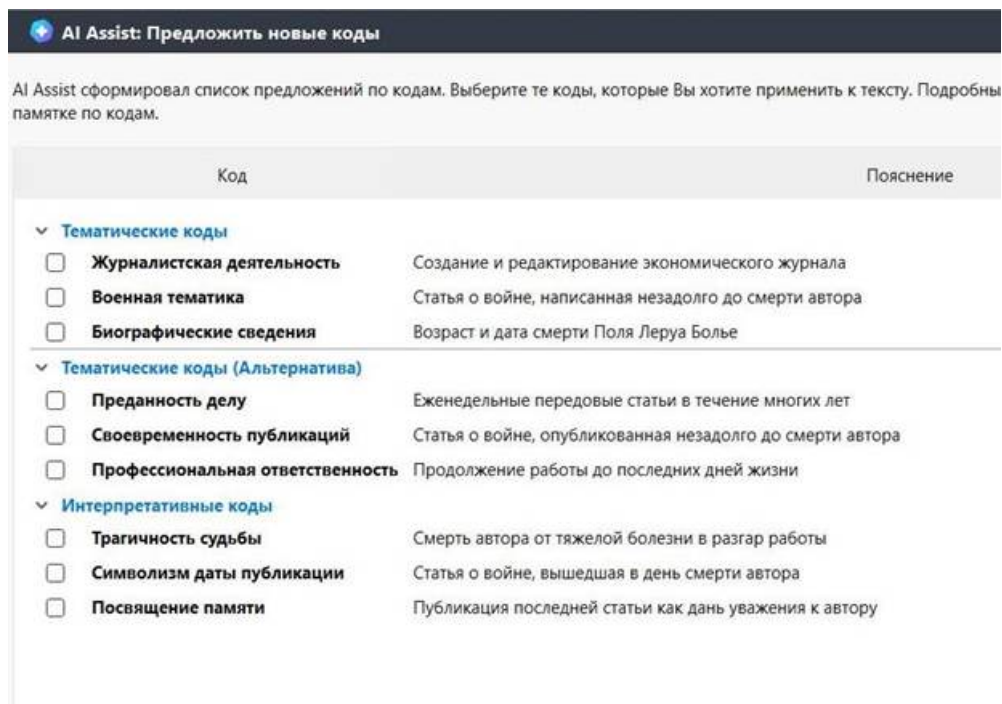 AI Assist: Предложить новые коды
AI Assist сформировал список предложений по кодам. Выберите те коды, которые Вы хотите применить к тексту. Подробны
памятке по кодам.
Код Пояснение
Тематические коды
Журналистская деятельность Создание и редактирование экономического журнала
Военная тематика Статья о войне, написанная незадолго до смерти автора
Биографические сведения Возраст и дата смерти Поля Леруа Болье
Тематические коды (Альтернатива)
Преданность делу Еженедельные передовые статьи в течение многих лет
Своевременность публикаций Статья о войне, опубликованная незадолго до смерти автора
Профессиональная ответственность Продолжение работы до последних дней жизни
Интерпретативные коды
Трагичность судьбы Смерть автора от тяжелой болезни в разгар работы
Символизм даты публикации Статья о войне, вышедшая в день смерти автора
Посвящение памяти Публикация последней статьи как дань уважения к автору